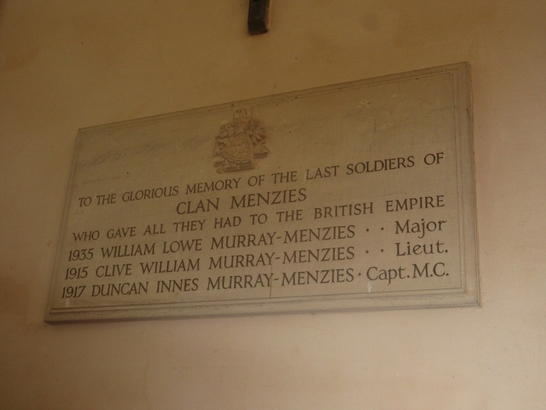 TO THE GLORIOUS MEMORY OF THE LAST SOLDIERS OF
CLAN MENZIES
WHO GAVE ALL THEY HAD TO THE BRITISH EMPIRE
1935 WILLIAM LOWE MURRAY-MENZIES · · Major
1915 CLIVE WILLIAM MURRAY-MENZIES · · Lieut.
1917 DUNCAN INNES MURRAY-MENZIES · Capt. M.C.